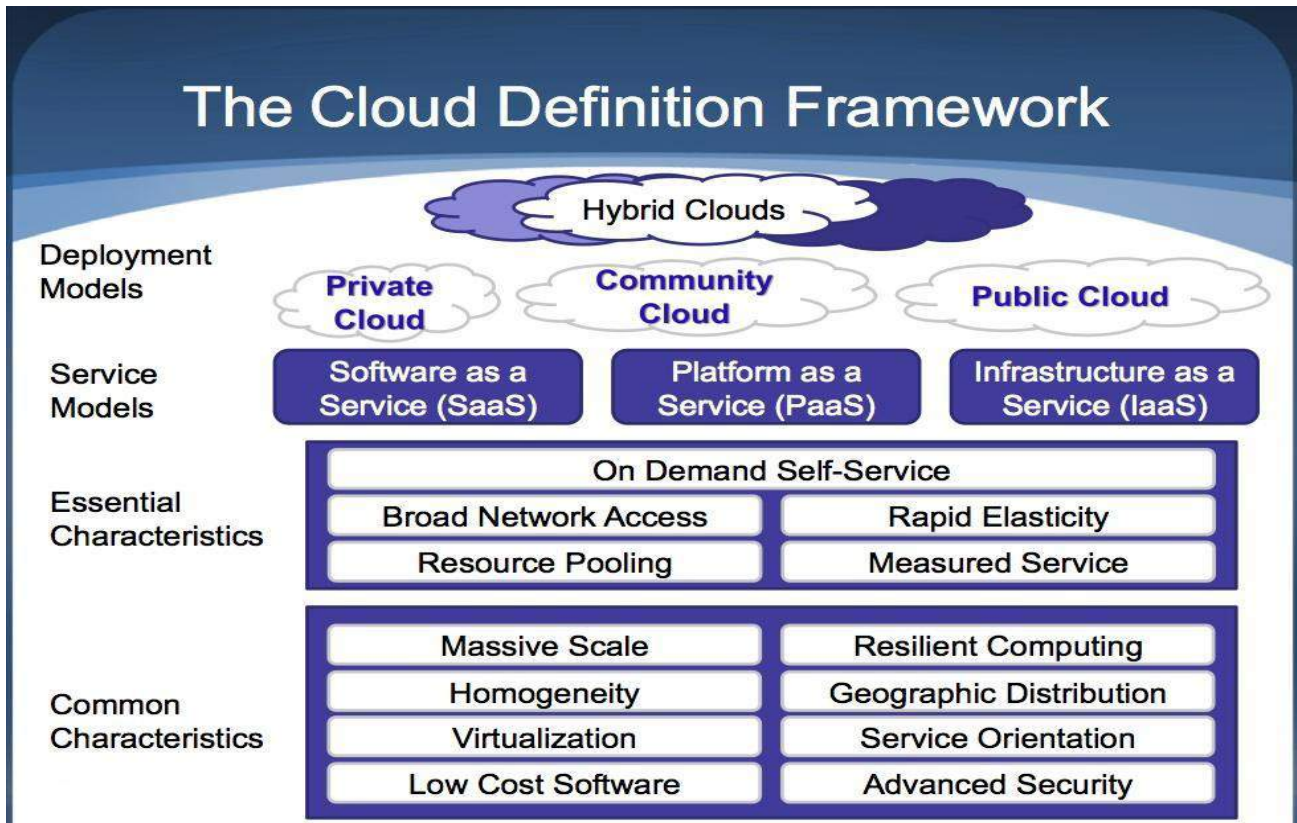 The Cloud Definition Framework
Hybrid Clouds
Deployment
Models
Private
Cloud
Community
Cloud
Public Cloud
Service
Models
Software as a
Service (SaaS)
Platform as a
Service (PaaS)
Infrastructure as a
Service (IaaS)
Essential
Characteristics
On Demand Self-Service
Broad Network Access
Rapid Elasticity
Resource Pooling
Measured Service
Common
Characteristics
Massive Scale
Resilient Computing
Homogeneity
Geographic Distribution
Virtualization
Service Orientation
Low Cost Software
Advanced Security